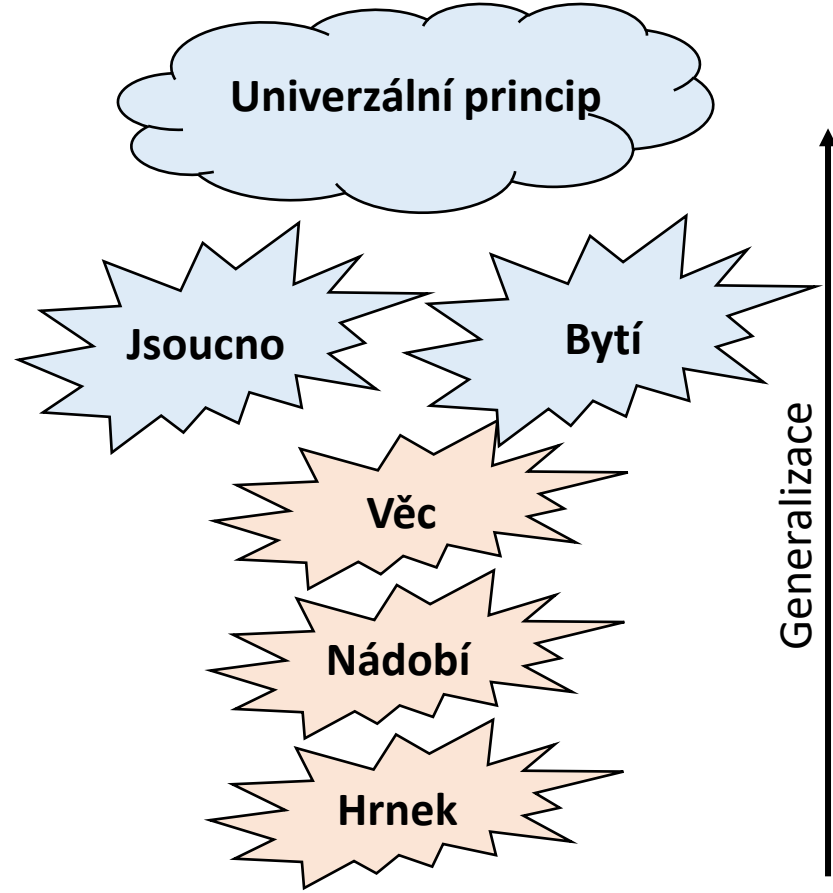 Univerzální princip
Jsoucno
Bytí
Věc
Nádobí
Hrnek
Generalizace